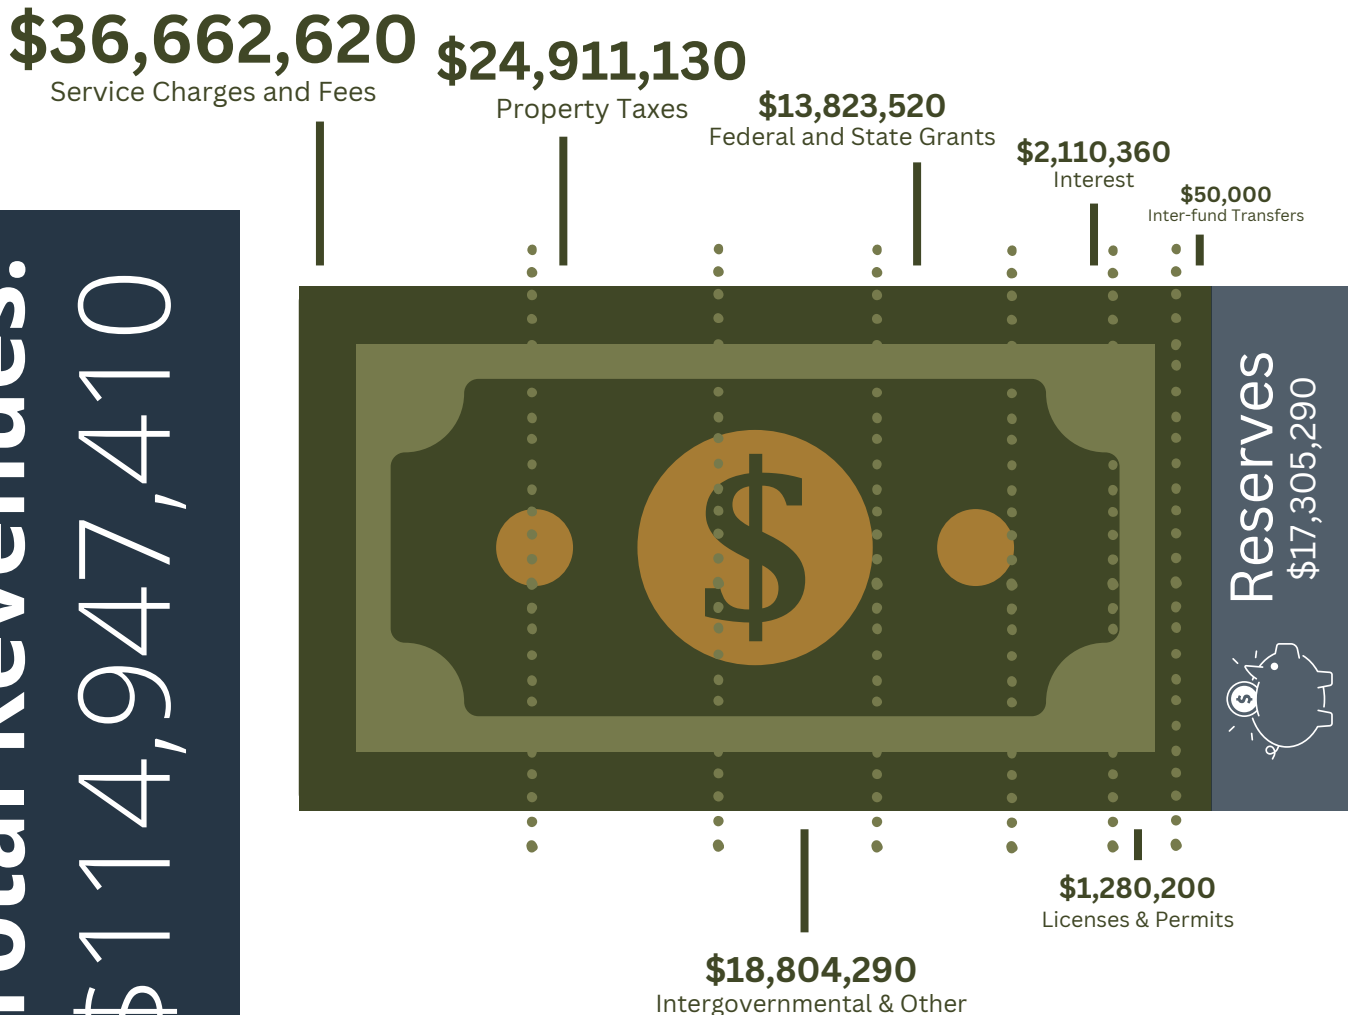 $36,662,620
Service Charges and Fees
$24,911,130
Property Taxes
$13,823,520
Federal and State Grants
$2,110,360
Interest
$50,000
Inter-fund Transfers
Total Revenues:
$114,947,410
$
Reserves
$17,305,290
$
$1,280,200
Licenses & Permits
$18,804,290
Intergovernmental & Other